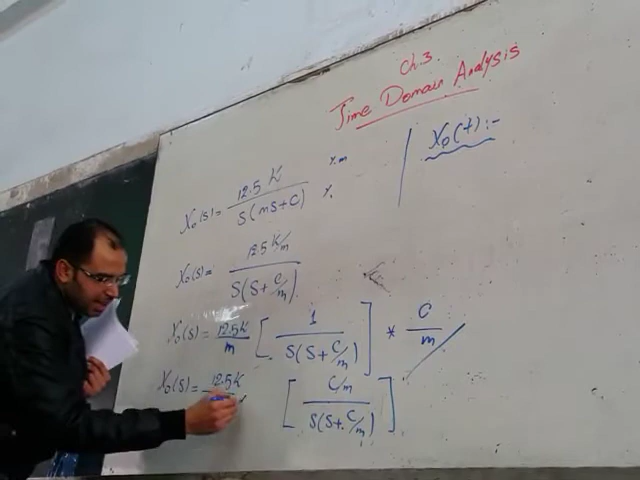 Ch.3
Time Domain Analysis
X₀(t) :-
X₀(s) = 12.5 K / S(mS+C) ÷m / ÷
X₀(s) = 12.5 K/m / S(S + C/m)
X₀(s) = 12.5K / m [ 1 / S(S + C/m) ] * C / m
X₀(s) = 12.5K [ C/m / S(S + C/m) ]